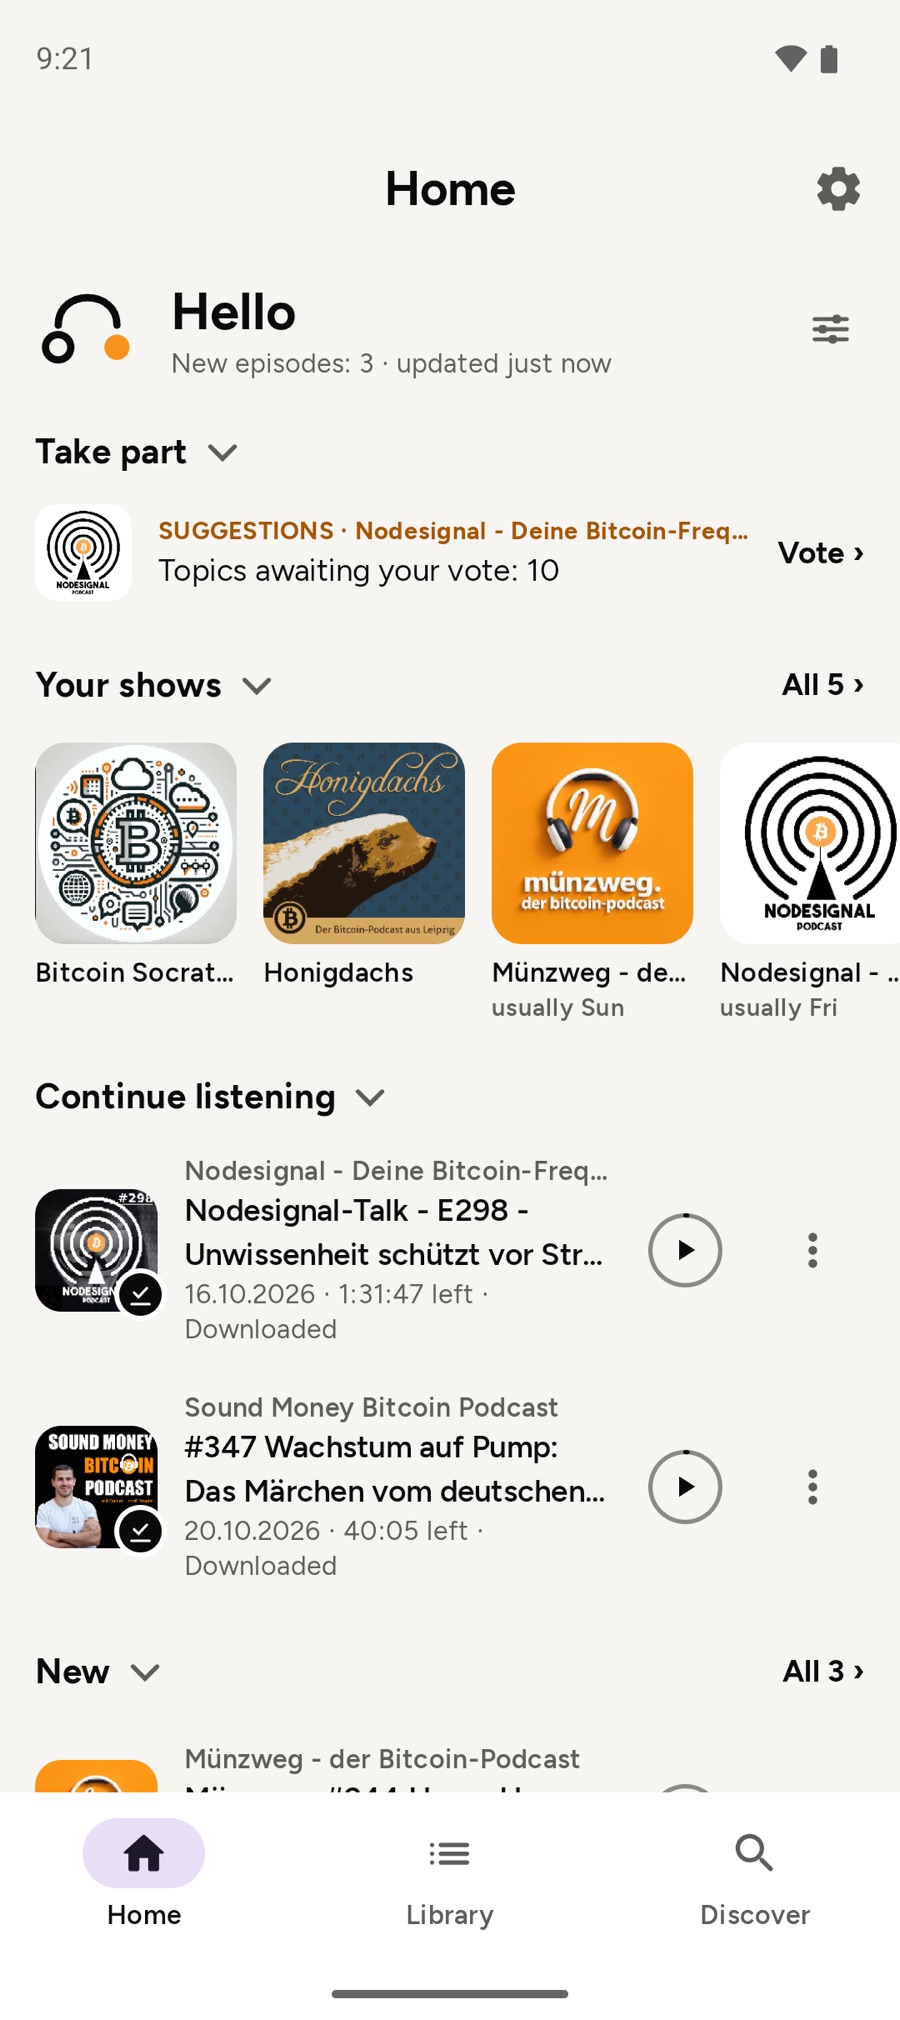 9:21
Home
Hello
New episodes: 3 · updated just now
Take part
NODESIGNAL
PODCAST
SUGGESTIONS · Nodesignal - Deine Bitcoin-Freq...
Topics awaiting your vote: 10
Vote ›
Your shows
All 5 ›
Honigdachs
Der Bitcoin-Podcast aus Leipzig
münzweg.
der bitcoin-podcast
NODESIGNAL
PODCAST
Bitcoin Socrat...
Honigdachs
Münzweg - de...
usually Sun
Nodesignal - ..
usually Fri
Continue listening
#298
NODESIGN
PODCAST
Nodesignal - Deine Bitcoin-Freq...
Nodesignal-Talk - E298 -
Unwissenheit schützt vor Str...
16.10.2026 · 1:31:47 left ·
Downloaded
SOUND MONEY
BITCOIN
PODCAST
Sound Money Bitcoin Podcast
#347 Wachstum auf Pump:
Das Märchen vom deutschen...
20.10.2026 · 40:05 left ·
Downloaded
New
All 3 ›
Münzweg - der Bitcoin-Podcast
Home
Library
Discover